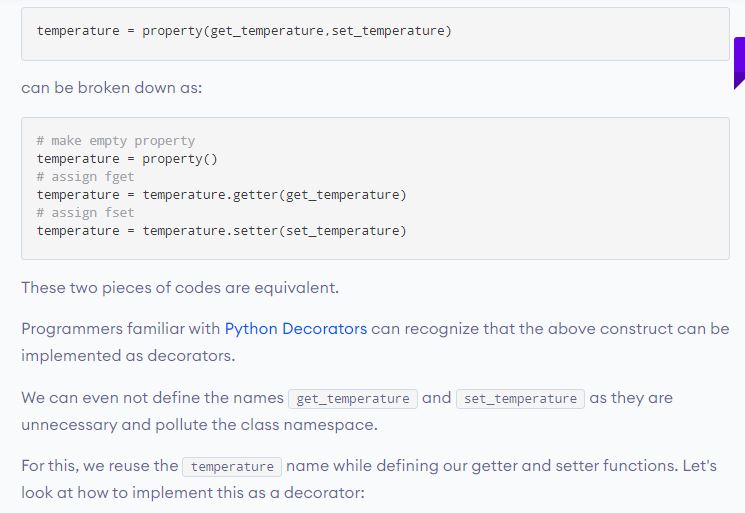 temperature = property(get_temperature,set_temperature)
can be broken down as:
# make empty property
temperature = property()
# assign fget
temperature = temperature.getter(get_temperature)
# assign fset
temperature = temperature.setter(set_temperature)
These two pieces of codes are equivalent.
Programmers familiar with Python Decorators can recognize that the above construct can be
implemented as decorators.
We can even not define the names get_temperature and set_temperature as they are
unnecessary and pollute the class namespace.
For this, we reuse the temperature name while defining our getter and setter functions. Let's
look at how to implement this as a decorator: